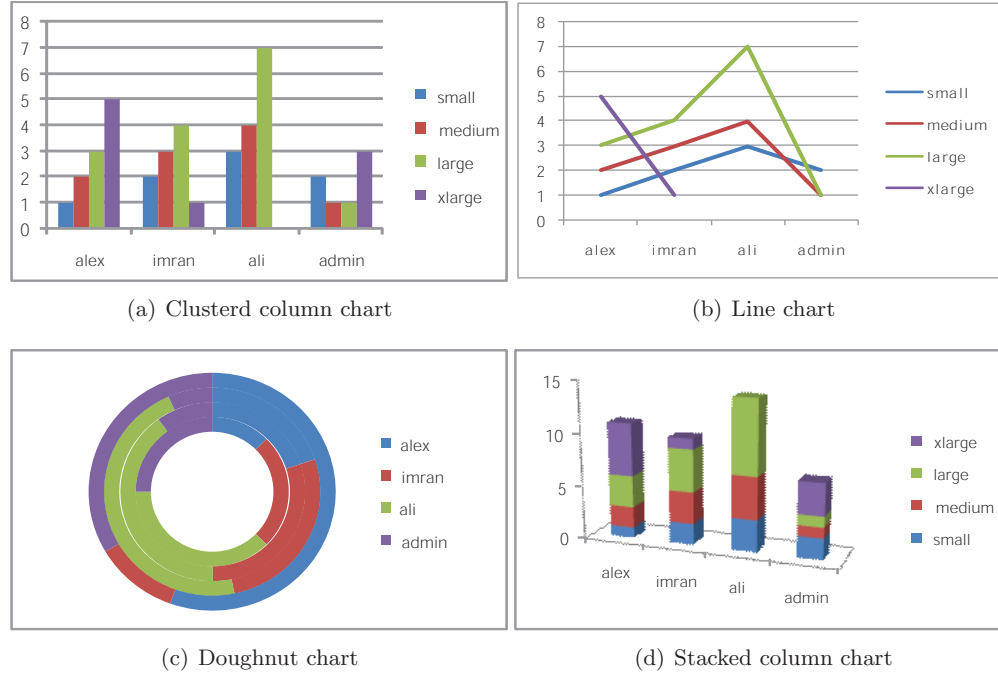 8
7
6
5
4
3
2
1
0
alex imran ali admin
small
medium
large
xlarge
(a) Clusterd column chart
8
7
6
5
4
3
2
1
0
alex imran ali admin
small
medium
large
xlarge
(b) Line chart
alex
imran
ali
admin
(c) Doughnut chart
15
10
5
0
alex
imran
ali
admin
xlarge
large
medium
small
(d) Stacked column chart